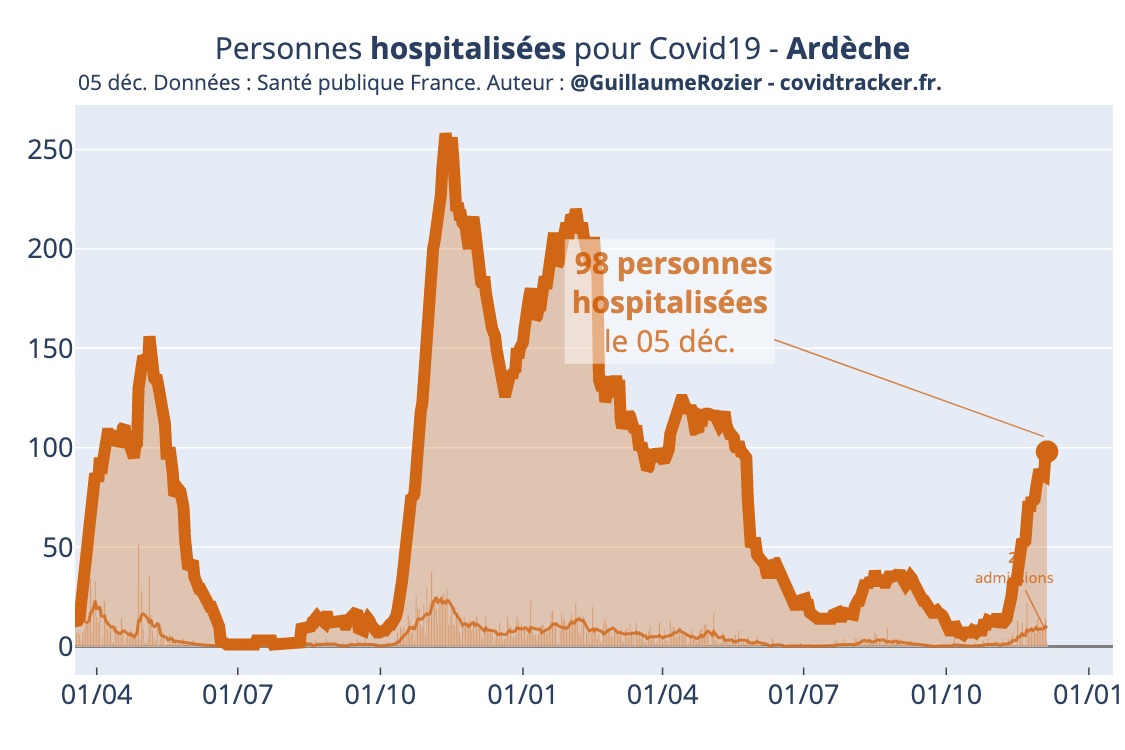 Personnes hospitalisées pour Covid19 - Ardèche
05 déc. Données : Santé publique France. Auteur : @GuillaumeRozier - covidtracker.fr.
250
200
150
100
50
0
98 personnes
hospitalisées
le 05 déc.
admissions
01/04 01/07 01/10 01/01 01/04 01/07 01/10 01/01